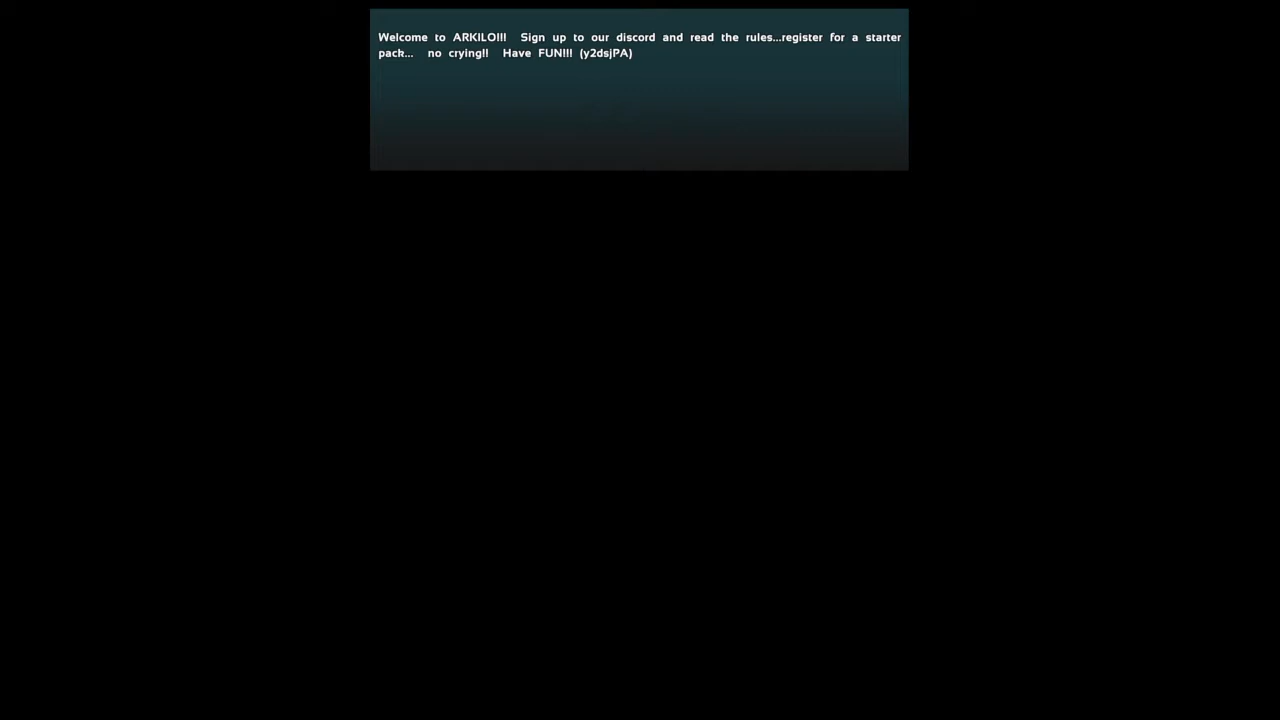 Welcome to ARKILO!!! Sign up to our discord and read the rules...register for a starter
pack... no crying!! Have FUN!!! (y2dsjPA)